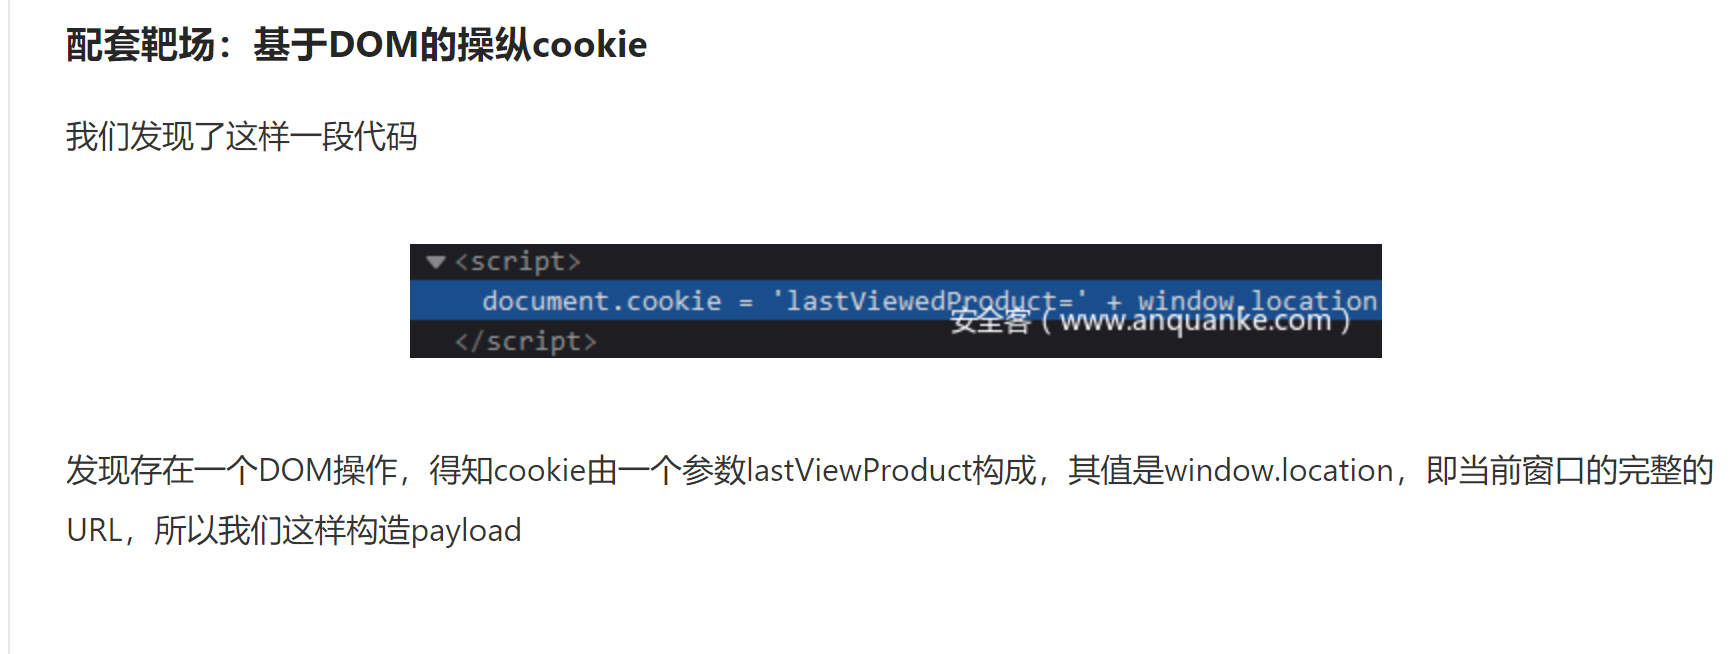 配套靶场：基于DOM的操纵cookie
我们发现了这样一段代码
▼<script>
document.cookie = 'lastViewedProduct=' + window.location
安全客（www.anquanke.com）
</script>
发现存在一个DOM操作，得知cookie由一个参数lastViewProduct构成，其值是window.location，即当前窗口的完整的
URL，所以我们这样构造payload